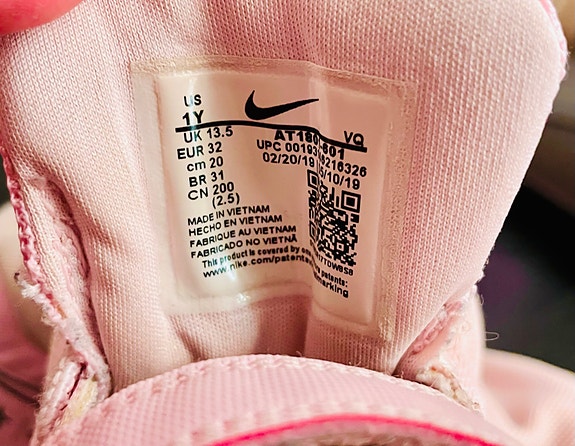 US
1Y
UK 13.5
EUR 32
cm 20
BR 31
CN 200
(2.5)
VQ
02/20/19
MADE IN VIETNAM
HECHO EN VIETNAM
FABRIQUE AU VIETNAM
FABRICADO NO VIETNÃ
This product is covered by
patents:
www.nike.com/